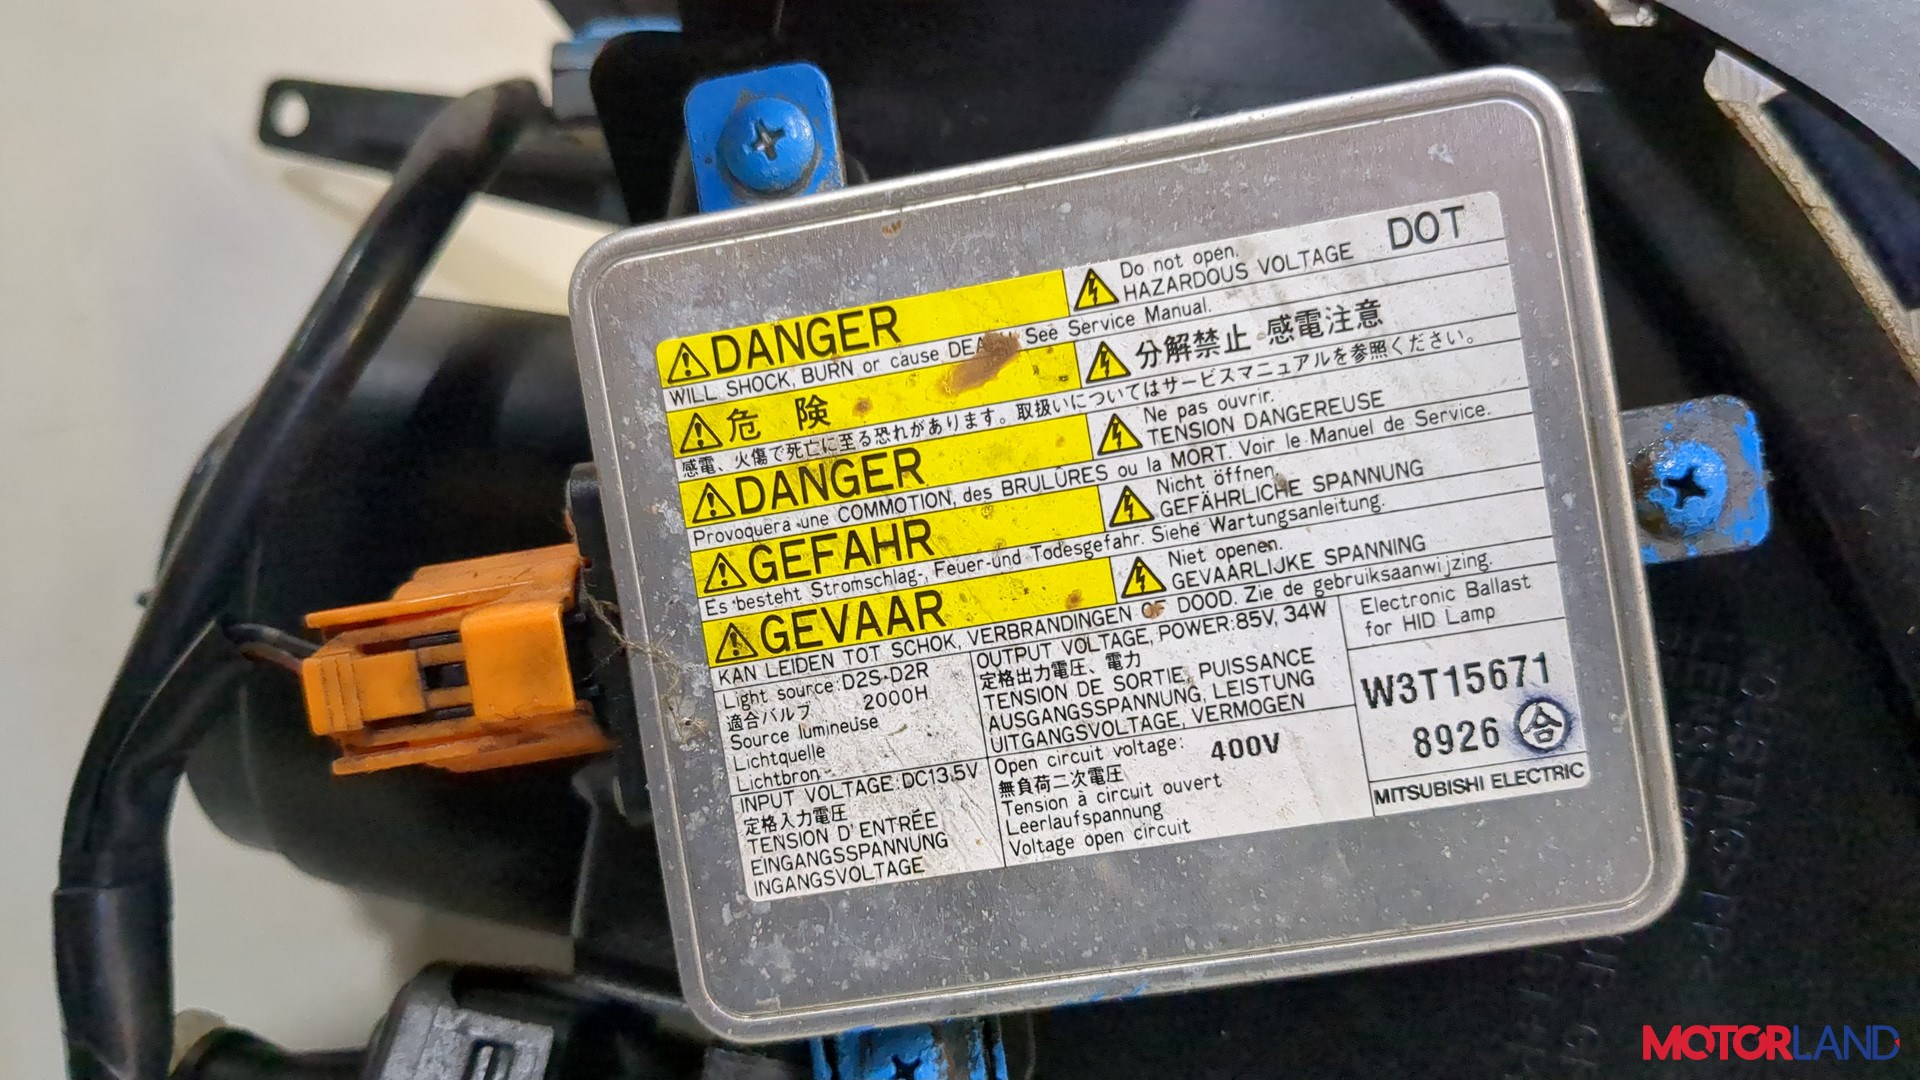 DANGER
Do not open.
HAZARDOUS VOLTAGE
DOT
WILL SHOCK, BURN or cause See Service Manual.
危 険
分解禁止 感電注意
感電、火傷で死亡に至る恐れがあります。取扱いについてはサービスマニュアルを参照ください。
DANGER
Ne pas ouvrir.
TENSION DANGEREUSE
Provoquera une COMMOTION, des BRULÛRES ou la MORT. Voir le Manuel de Service.
GEFAHR
Nicht öffnen.
GEFÄHRLICHE SPANNUNG
Es besteht Stromschlag-, Feuer-und Todesgefahr. Siehe Wartungsanleitung.
GEVAAR
Niet openen.
GEVAARLIJKE SPANNING
KAN LEIDEN TOT SCHOK, VERBRANDINGEN OF DOOD. Zie de gebruiksaanwijzing.
Light source: D2S·D2R
適合バルブ 2000H
Source lumineuse
Lichtquelle
Lichtbron
INPUT VOLTAGE: DC13.5V
定格入力電圧
TENSION D'ENTRÉE
EINGANGSSPANNUNG
INGANGSVOLTAGE
OUTPUT VOLTAGE, POWER: 85V, 34W
定格出力電圧、電力
TENSION DE SORTIE, PUISSANCE
AUSGANGSSPANNUNG, LEISTUNG
UITGANGSVOLTAGE, VERMOGEN
Open circuit voltage: 400V
無負荷二次電圧
Tension à circuit ouvert
Leerlaufspannung
Voltage open circuit
Electronic Ballast
for HID Lamp
W3T15671
8926 合
MITSUBISHI ELECTRIC
MOTORLAND